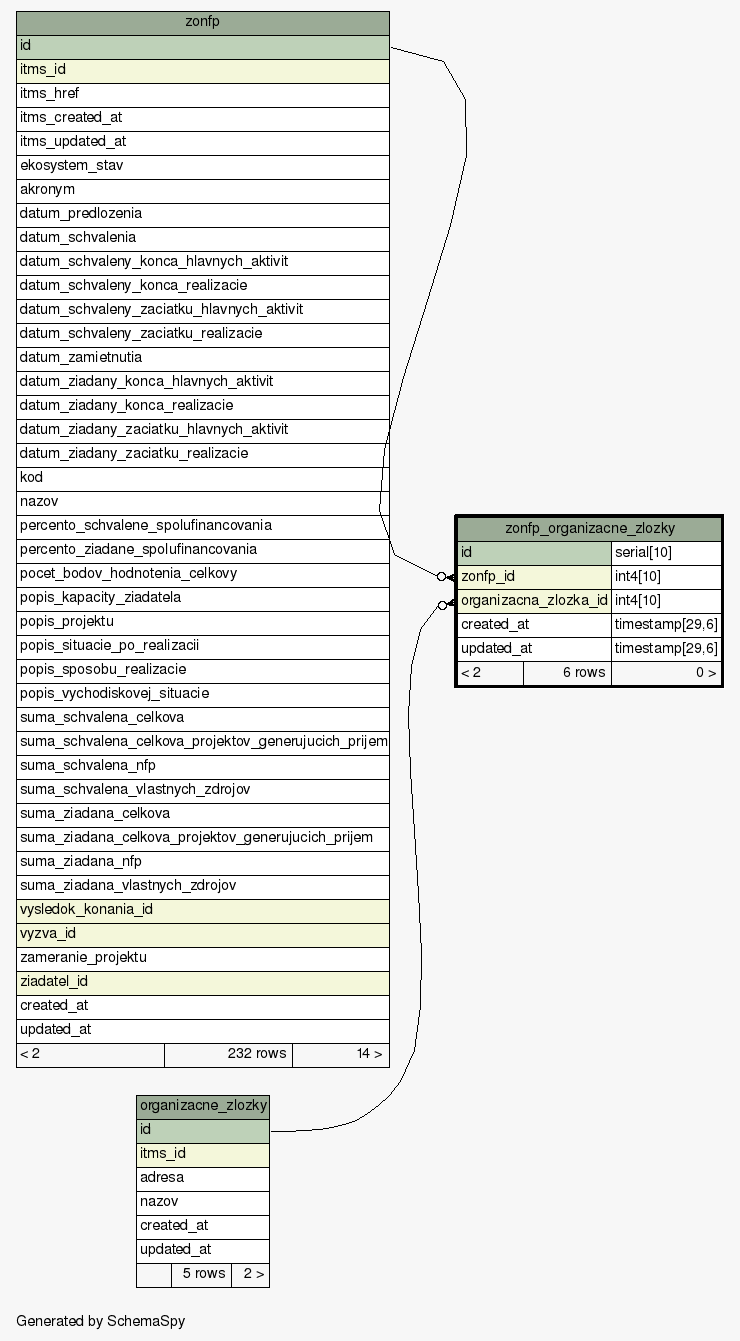 zonfp
id
itms_id
itms_href
itms_created_at
itms_updated_at
ekosystem_stav
akronym
datum_predlozenia
datum_schvalenia
datum_schvaleny_konca_hlavnych_aktivit
datum_schvaleny_konca_realizacie
datum_schvaleny_zaciatku_hlavnych_aktivit
datum_schvaleny_zaciatku_realizacie
datum_zamietnutia
datum_ziadany_konca_hlavnych_aktivit
datum_ziadany_konca_realizacie
datum_ziadany_zaciatku_hlavnych_aktivit
datum_ziadany_zaciatku_realizacie
kod
nazov
percento_schvalene_spolufinancovania
percento_ziadane_spolufinancovania
pocet_bodov_hodnotenia_celkovy
popis_kapacity_ziadatela
popis_projektu
popis_situacie_po_realizacii
popis_sposobu_realizacie
popis_vychodiskovej_situacie
suma_schvalena_celkova
suma_schvalena_celkova_projektov_generujucich_prijem
suma_schvalena_nfp
suma_schvalena_vlastnych_zdrojov
suma_ziadana_celkova
suma_ziadana_celkova_projektov_generujucich_prijem
suma_ziadana_nfp
suma_ziadana_vlastnych_zdrojov
vysledok_konania_id
vyzva_id
zameranie_projektu
ziadatel_id
created_at
updated_at
< 2 232 rows 14 >
zonfp_organizacne_zlozky
id serial[10]
zonfp_id int4[10]
organizacna_zlozka_id int4[10]
created_at timestamp[29,6]
updated_at timestamp[29,6]
< 2 6 rows 0 >
organizacne_zlozky
id
itms_id
adresa
nazov
created_at
updated_at
5 rows 2 >
Generated by SchemaSpy